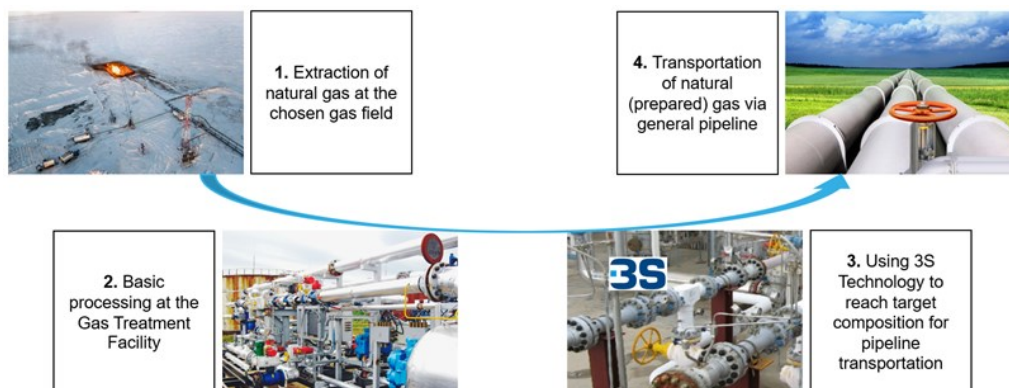 1. Extraction of
natural gas at the
chosen gas field
4. Transportation
of natural
(prepared) gas via
general pipeline
2. Basic
processing at the
Gas Treatment
Facility
3S
3. Using 3S
Technology to
reach target
composition for
pipeline
transportation